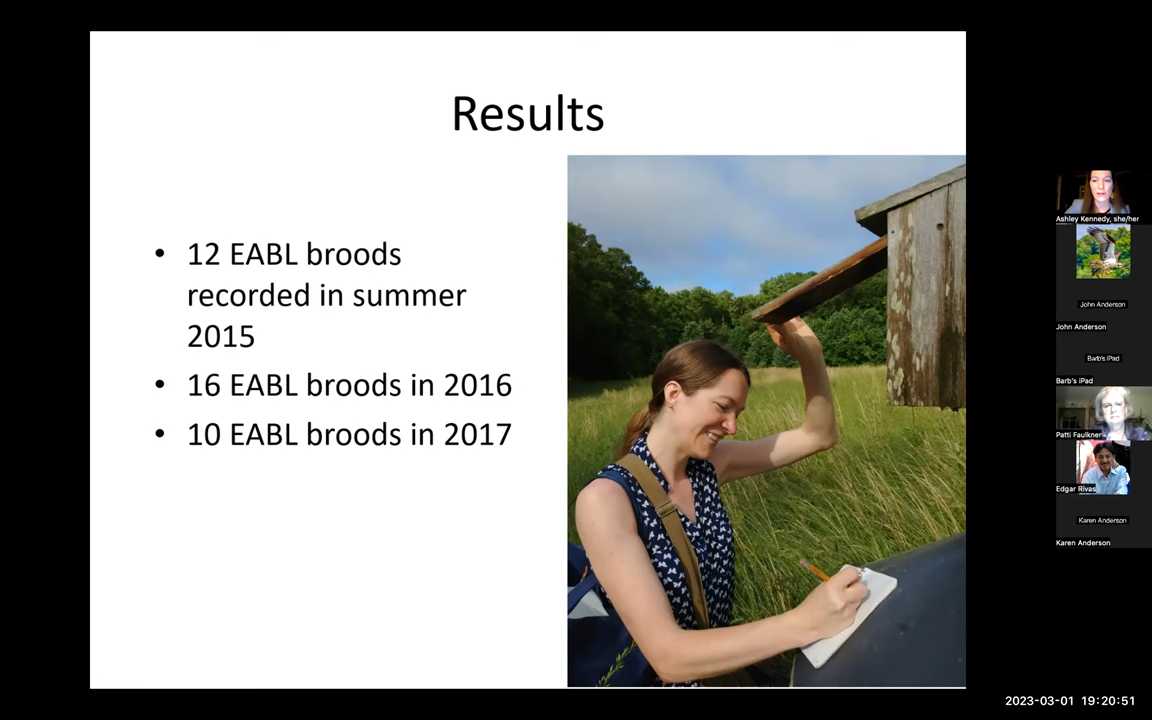 Results
• 12 EABL broods
recorded in summer
2015
• 16 EABL broods in 2016
• 10 EABL broods in 2017
Ashley Kennedy, she/her
John Anderson
John Anderson
Barb's iPad
Barb's iPad
Patti Faulkner
Edgar Rivas
Karen Anderson
Karen Anderson
2023-03-01 19:20:51